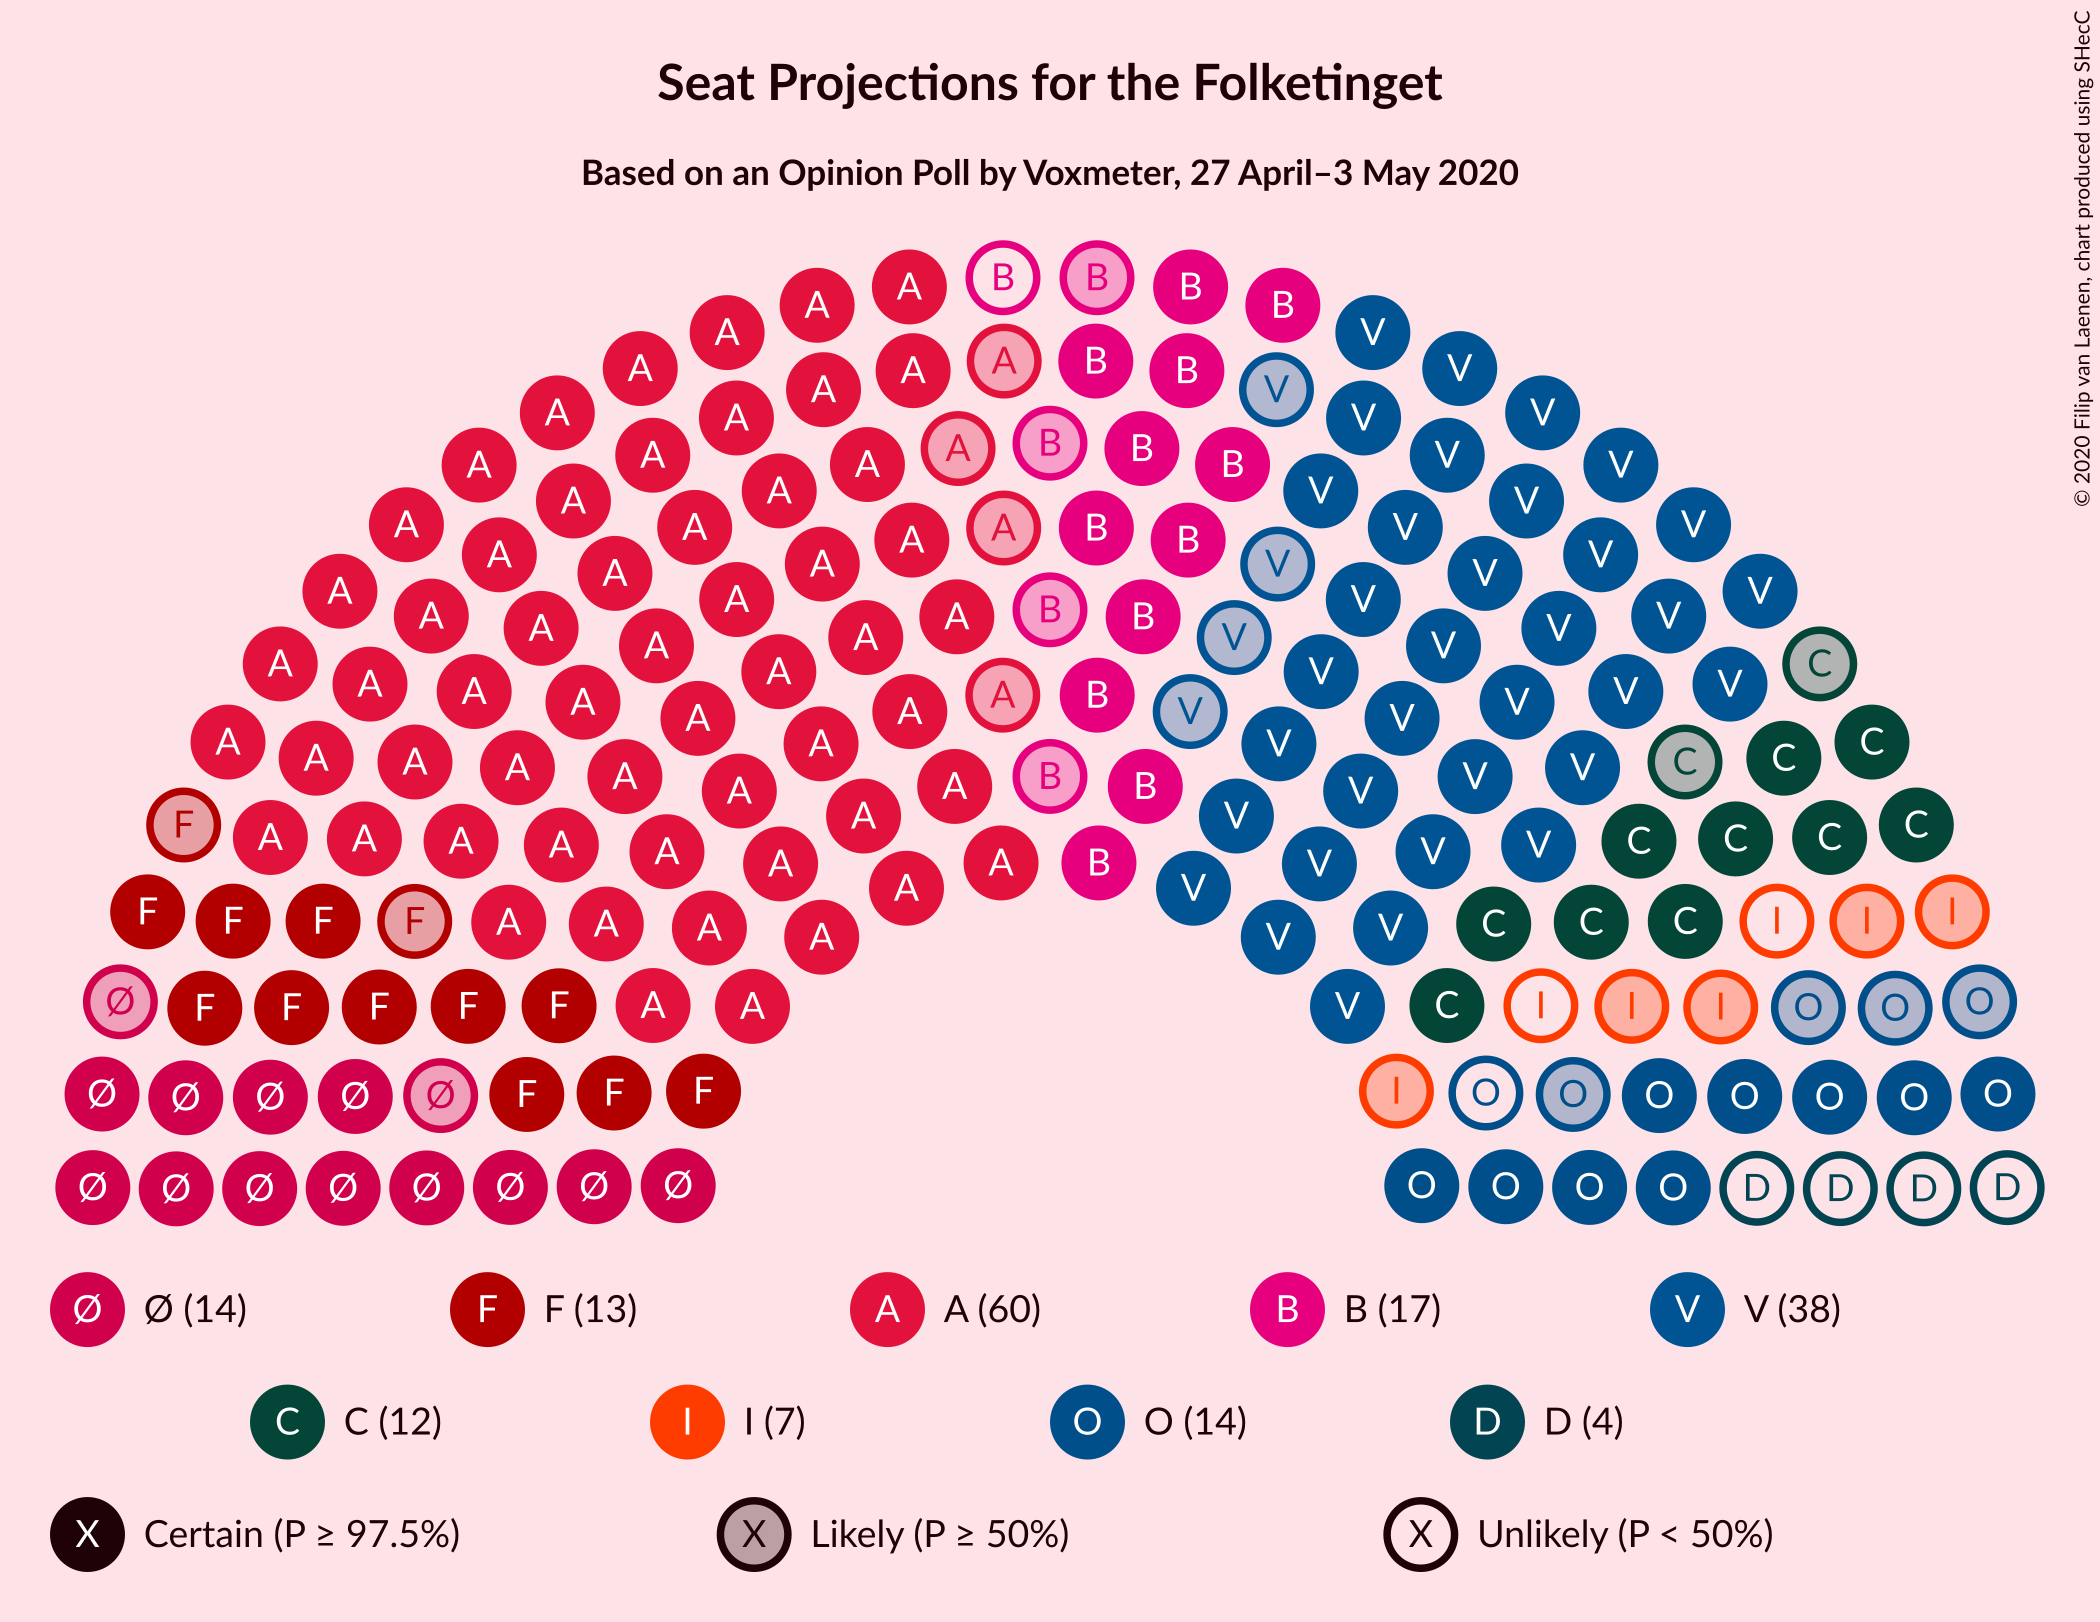 © 2020 Filip van Laenen, chart produced using SHecC
Seat Projections for the Folketinget
Based on an Opinion Poll by Voxmeter, 27 April–3 May 2020
A A B B B B
A V
A A A A B B V V
A A V V
A A A A B B B V V
A A V V
A A A A A B B V V V
A A A A V V V V
A A A A A B B V V V V
A A A A A A A A B V V V V V V C
A A A A A A A A B B V V V V C C C
F A A A A A A A A B V V V V C C C C
F F F F A A A A A V V V C C C I I I
Ø F F F F F A A V C I I I O O O
Ø Ø Ø Ø Ø F F F I O O O O O O O
Ø Ø Ø Ø Ø Ø Ø Ø O O O O D D D D
Ø Ø (14) F F (13) A A (60) B B (17) V V (38)
C C (12) I I (7) O O (14) D D (4)
X Certain (P ≥ 97.5%) X Likely (P ≥ 50%) X Unlikely (P < 50%)